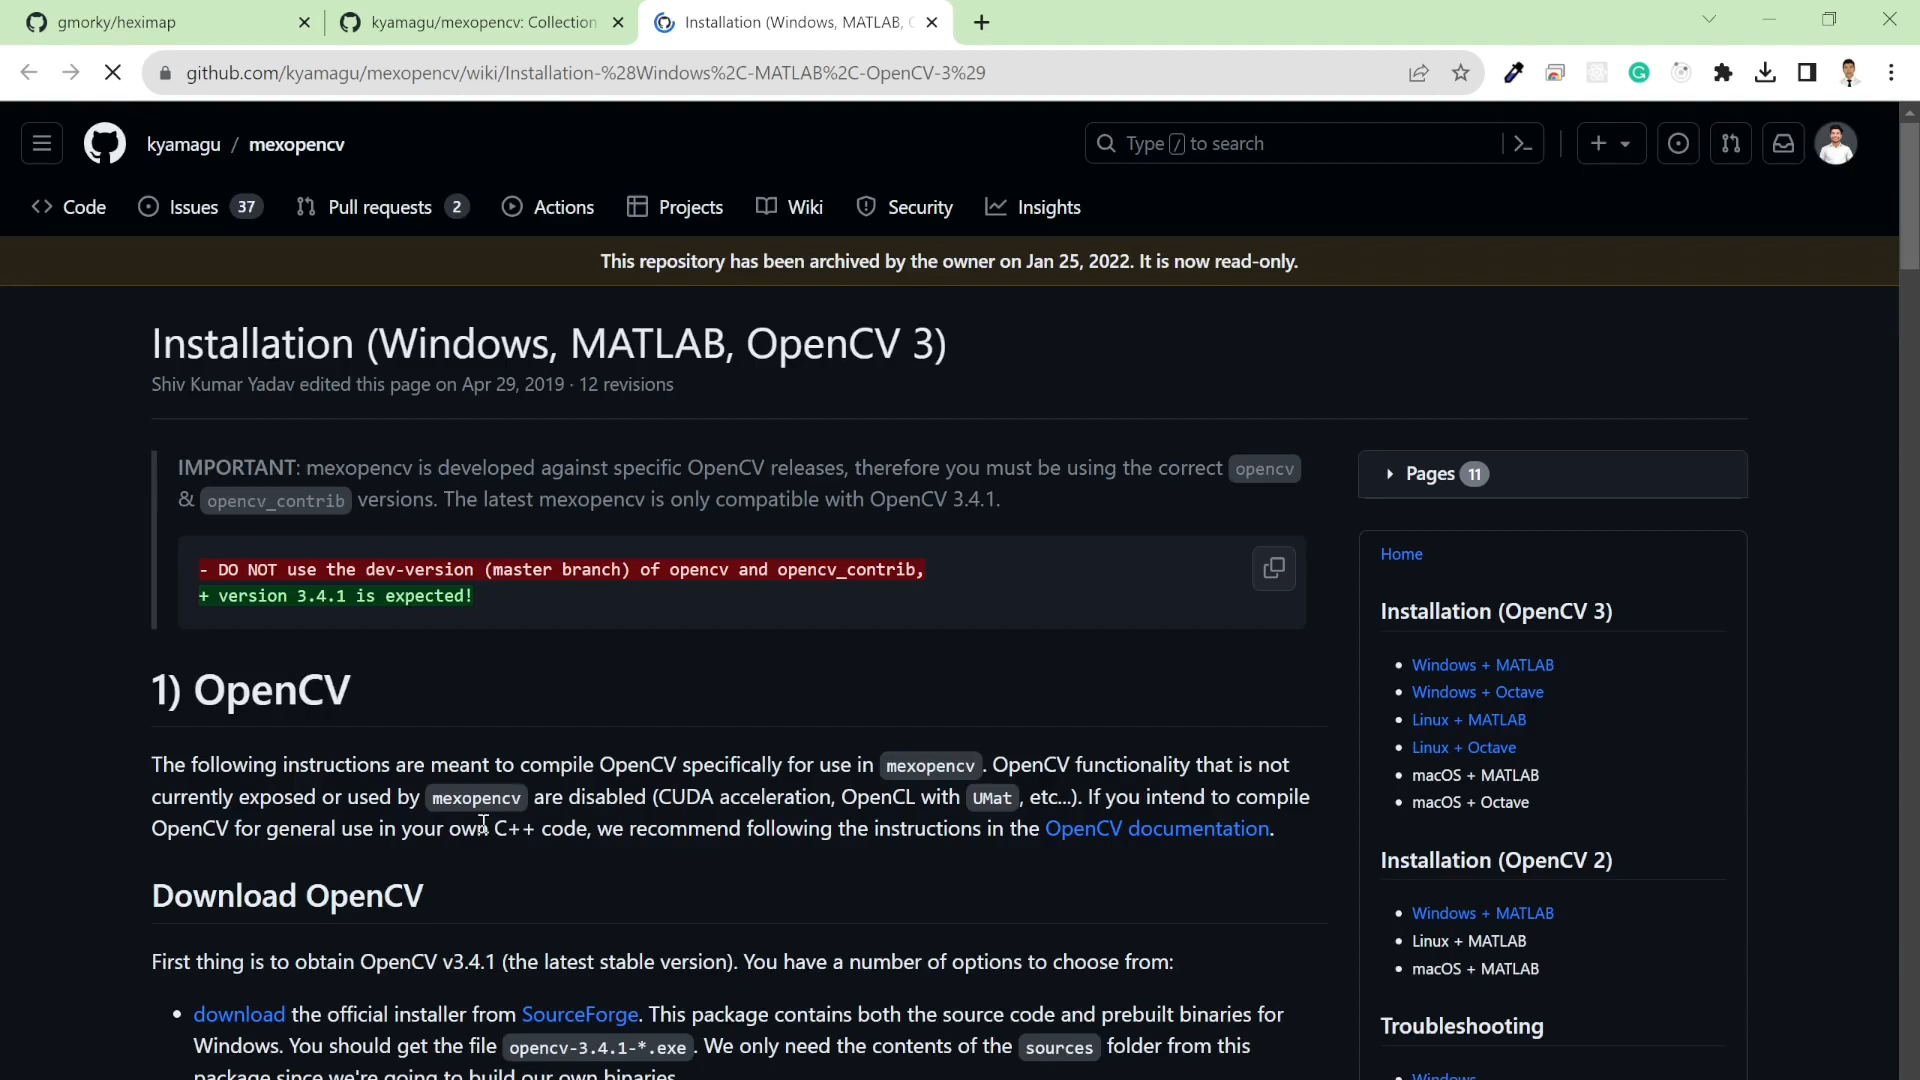 gmorky/heximap
kyamagu/mexopencv: Collection
Installation (Windows, MATLAB,
github.com/kyamagu/mexopencv/wiki/Installation-%28Windows%2C-MATLAB%2C-OpenCV-3%29
kyamagu / mexopencv
Type / to search
Code
Issues 37
Pull requests 2
Actions
Projects
Wiki
Security
Insights
This repository has been archived by the owner on Jan 25, 2022. It is now read-only.
Installation (Windows, MATLAB, OpenCV 3)
Shiv Kumar Yadav edited this page on Apr 29, 2019 · 12 revisions
IMPORTANT: mexopencv is developed against specific OpenCV releases, therefore you must be using the correct opencv
& opencv_contrib versions. The latest mexopencv is only compatible with OpenCV 3.4.1.
- DO NOT use the dev-version (master branch) of opencv and opencv_contrib,
+ version 3.4.1 is expected!
1) OpenCV
The following instructions are meant to compile OpenCV specifically for use in mexopencv. OpenCV functionality that is not
currently exposed or used by mexopencv are disabled (CUDA acceleration, OpenCL with UMat, etc...). If you intend to compile
OpenCV for general use in your own C++ code, we recommend following the instructions in the OpenCV documentation.
Download OpenCV
First thing is to obtain OpenCV v3.4.1 (the latest stable version). You have a number of options to choose from:
• download the official installer from SourceForge. This package contains both the source code and prebuilt binaries for
Windows. You should get the file opencv-3.4.1-*.exe. We only need the contents of the sources folder from this
package since we're going to build our own binaries.
Pages 11
Home
Installation (OpenCV 3)
• Windows + MATLAB
• Windows + Octave
• Linux + MATLAB
• Linux + Octave
• macOS + MATLAB
• macOS + Octave
Installation (OpenCV 2)
• Windows + MATLAB
• Linux + MATLAB
• macOS + MATLAB
Troubleshooting
• Windows